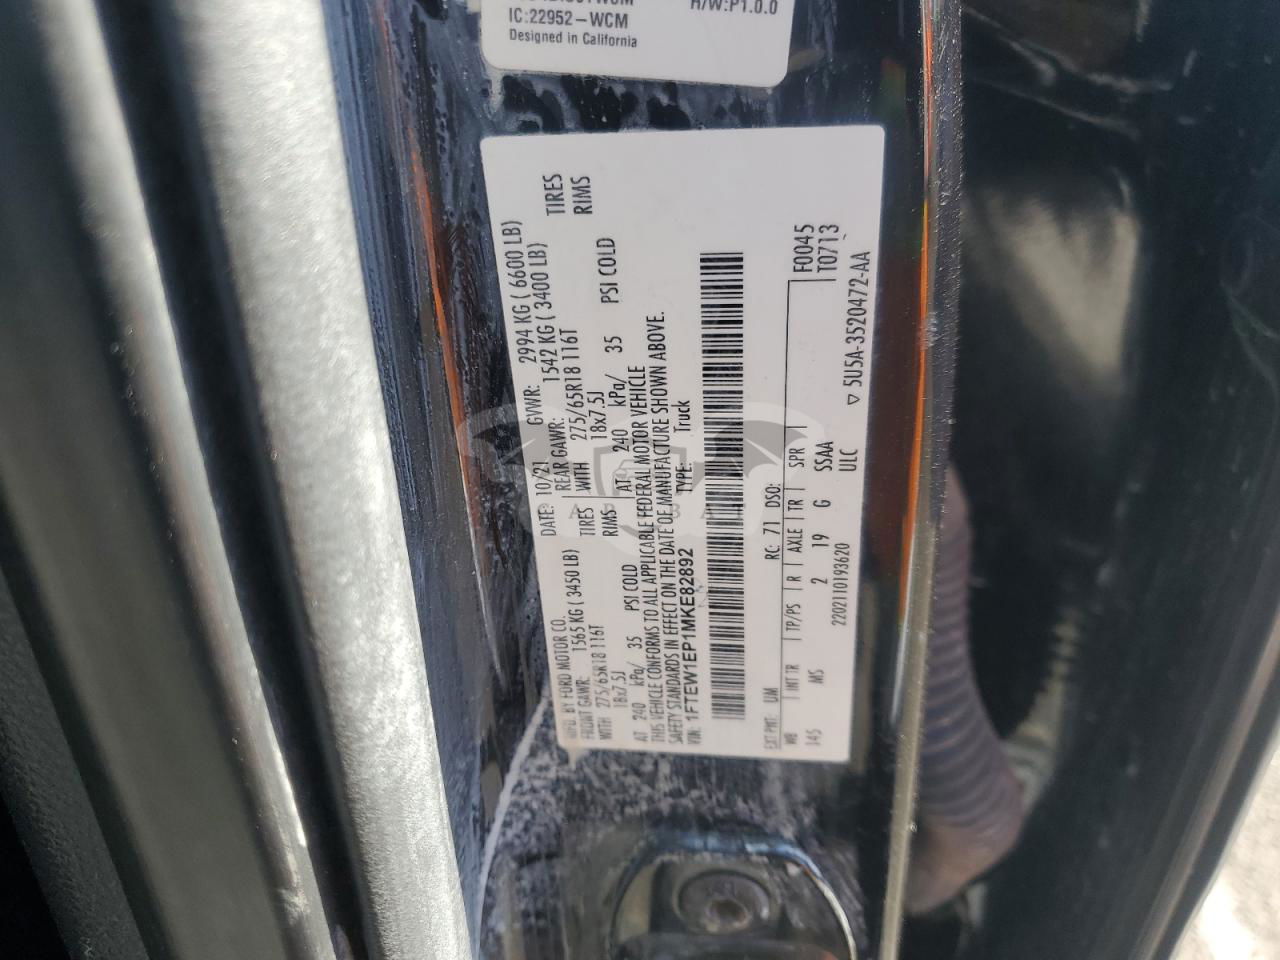 H/W:P1.0.0
IC:22952-WCM
Designed in California
MFD. BY FORD MOTOR CO.
DATE: 10/21 GVWR: 2994 KG ( 6600 LB)
FRONT GAWR: 1565 KG ( 3450 LB) REAR GAWR: 1542 KG ( 3400 LB)
WITH 275/65R18 116T TIRES WITH 275/65R18 116T TIRES
18x7.5J RIMS 18x7.5J RIMS
AT 240 kPa/ 35 PSI COLD AT 240 kPa/ 35 PSI COLD
THIS VEHICLE CONFORMS TO ALL APPLICABLE FEDERAL MOTOR VEHICLE
SAFETY STANDARDS IN EFFECT ON THE DATE OF MANUFACTURE SHOWN ABOVE.
VIN: 1FTEW1EP1MKE82892 TYPE: Truck
EXT PNT: UM RC: 71 DSO: F0045
WB INT TR TP/PS R AXLE TR SPR T0713
145 MS 2 19 G SSAA
2202110193620 ULC ▽ 5U5A-3520472-AA